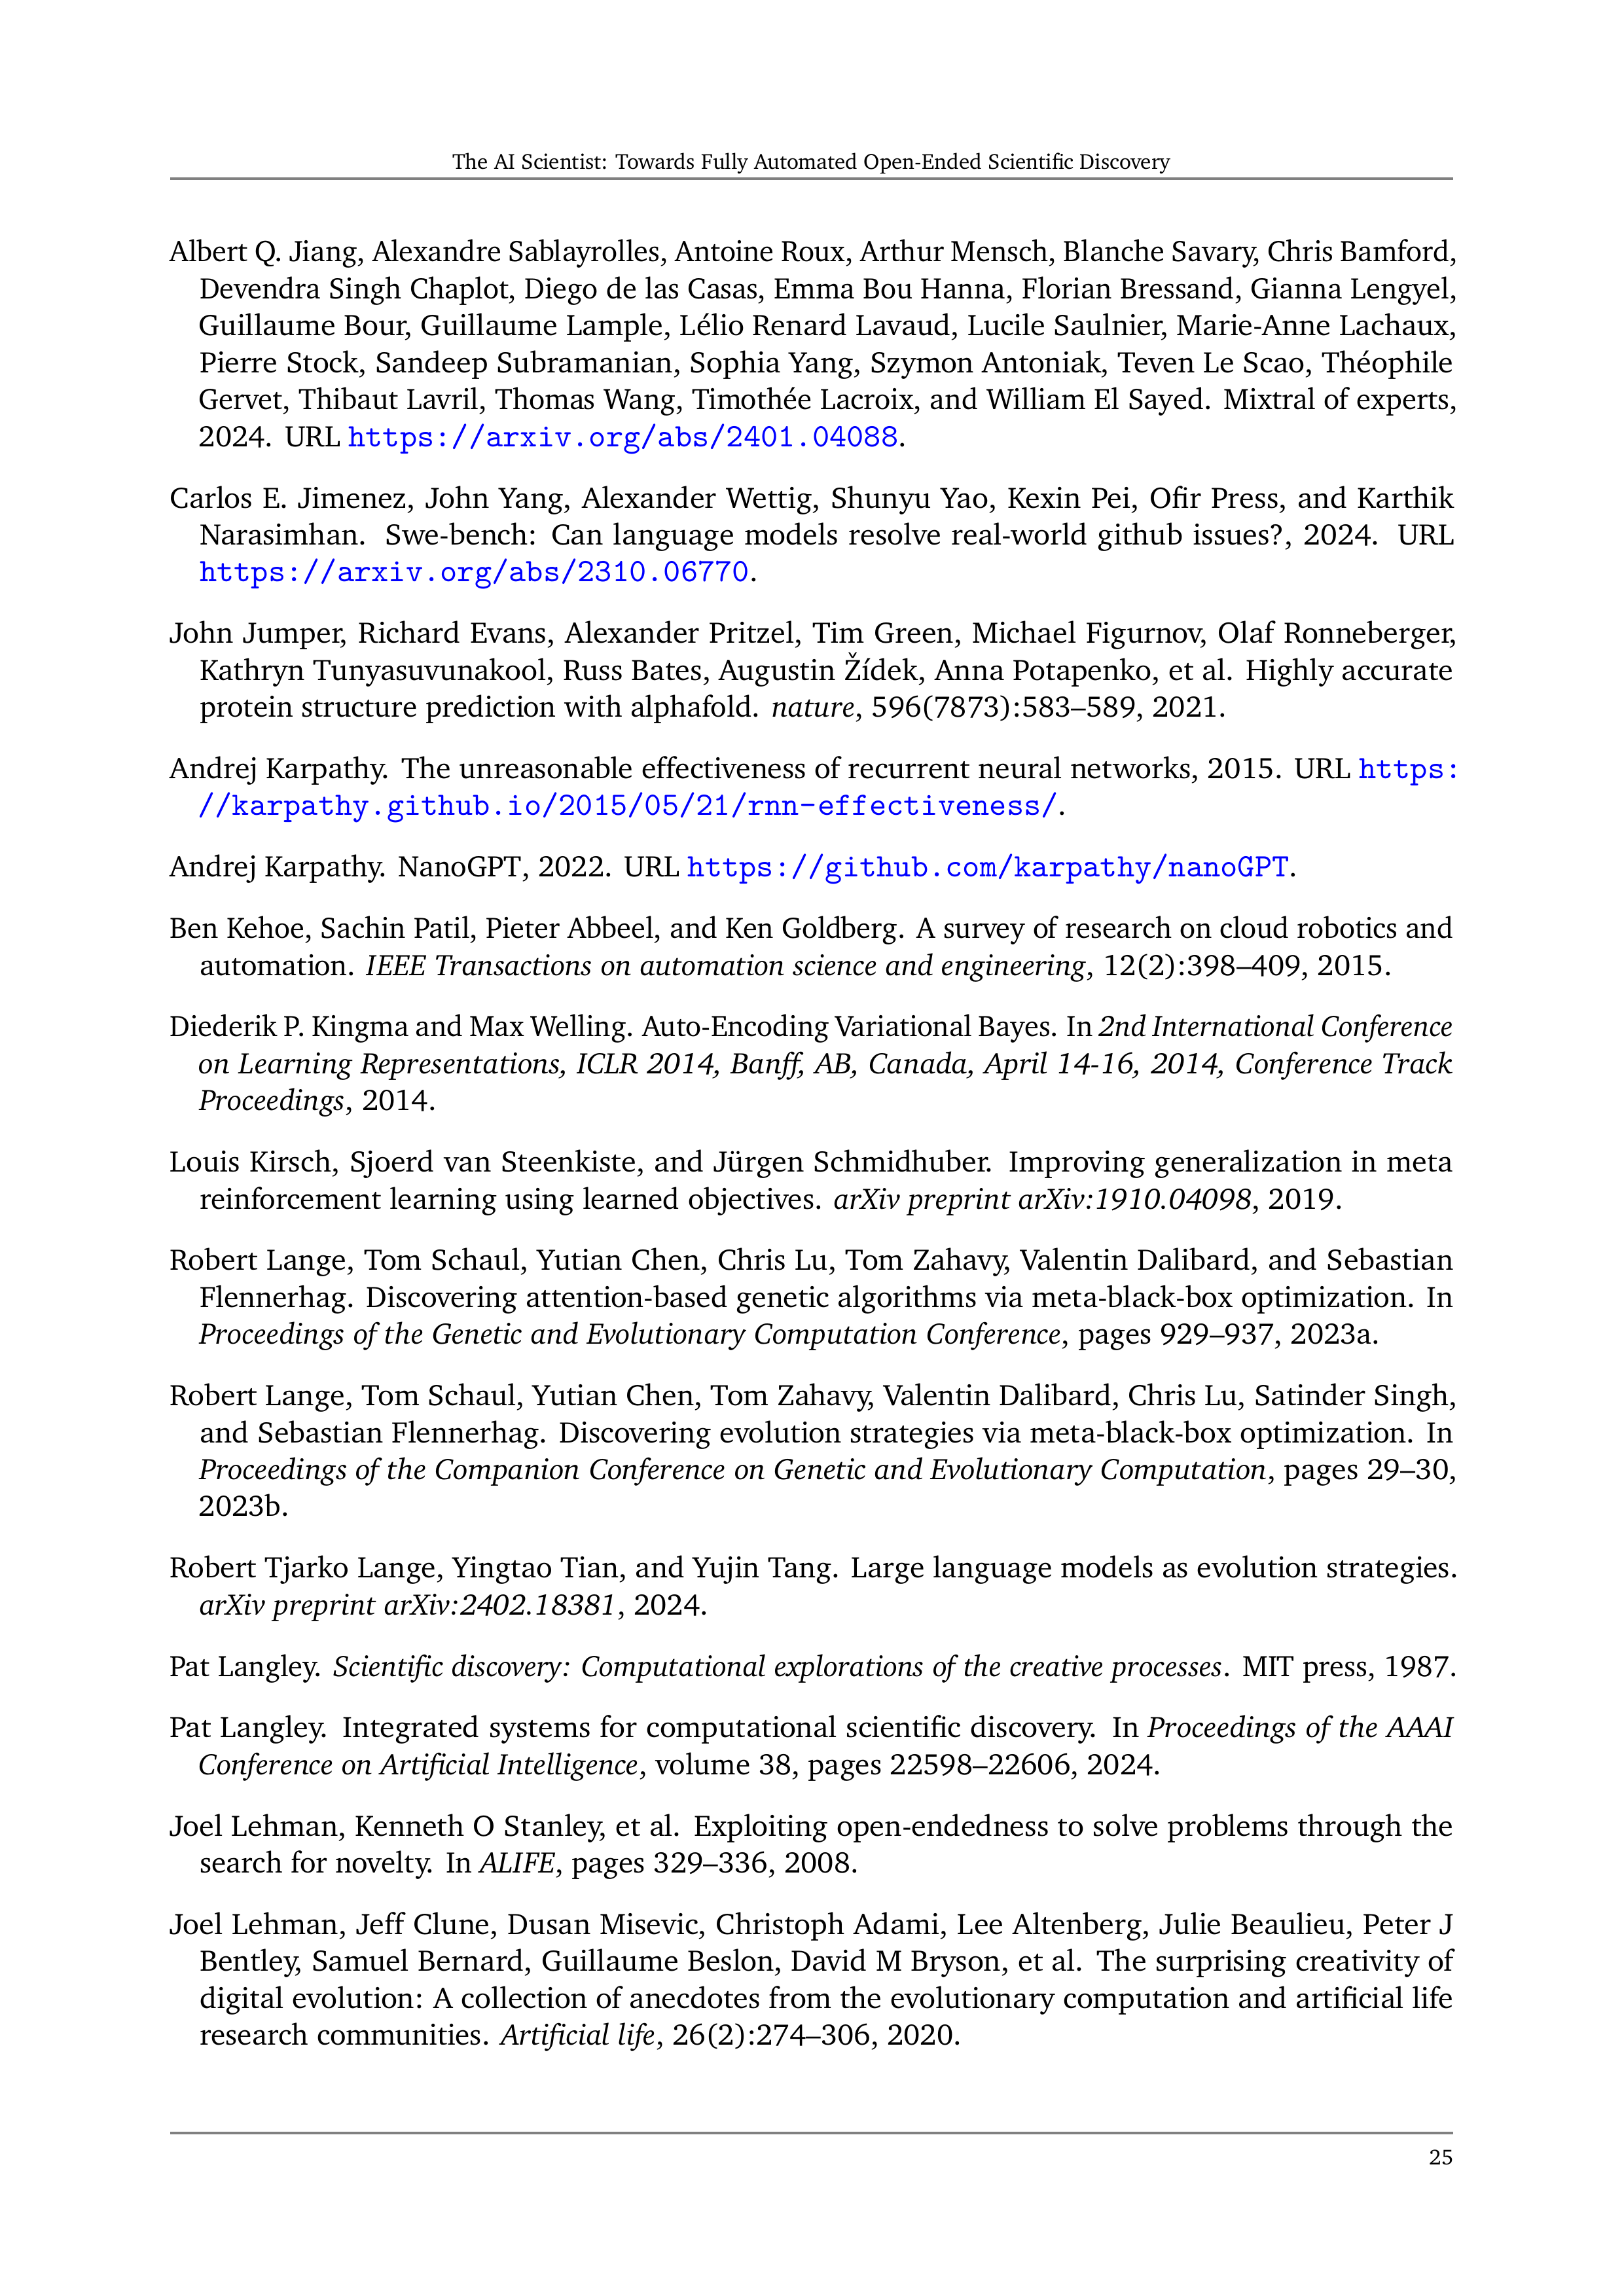 The AI Scientist: Towards Fully Automated Open-Ended Scientific Discovery
Albert Q. Jiang, Alexandre Sablayrolles, Antoine Roux, Arthur Mensch, Blanche Savary, Chris Bamford,
Devendra Singh Chaplot, Diego de las Casas, Emma Bou Hanna, Florian Bressand, Gianna Lengyel,
Guillaume Bour, Guillaume Lample, Lélio Renard Lavaud, Lucile Saulnier, Marie-Anne Lachaux,
Pierre Stock, Sandeep Subramanian, Sophia Yang, Szymon Antoniak, Teven Le Scao, Théophile
Gervet, Thibaut Lavril, Thomas Wang, Timothée Lacroix, and William El Sayed. Mixtral of experts,
2024. URL https://arxiv.org/abs/2401.04088.
Carlos E. Jimenez, John Yang, Alexander Wettig, Shunyu Yao, Kexin Pei, Ofir Press, and Karthik
Narasimhan. Swe-bench: Can language models resolve real-world github issues?, 2024. URL
https://arxiv.org/abs/2310.06770.
John Jumper, Richard Evans, Alexander Pritzel, Tim Green, Michael Figurnov, Olaf Ronneberger,
Kathryn Tunyasuvunakool, Russ Bates, Augustin Žídek, Anna Potapenko, et al. Highly accurate
protein structure prediction with alphafold. nature, 596(7873):583–589, 2021.
Andrej Karpathy. The unreasonable effectiveness of recurrent neural networks, 2015. URL https:
//karpathy.github.io/2015/05/21/rnn-effectiveness/.
Andrej Karpathy. NanoGPT, 2022. URL https://github.com/karpathy/nanoGPT.
Ben Kehoe, Sachin Patil, Pieter Abbeel, and Ken Goldberg. A survey of research on cloud robotics and
automation. IEEE Transactions on automation science and engineering, 12(2):398–409, 2015.
Diederik P. Kingma and Max Welling. Auto-Encoding Variational Bayes. In 2nd International Conference
on Learning Representations, ICLR 2014, Banff, AB, Canada, April 14-16, 2014, Conference Track
Proceedings, 2014.
Louis Kirsch, Sjoerd van Steenkiste, and Jürgen Schmidhuber. Improving generalization in meta
reinforcement learning using learned objectives. arXiv preprint arXiv:1910.04098, 2019.
Robert Lange, Tom Schaul, Yutian Chen, Chris Lu, Tom Zahavy, Valentin Dalibard, and Sebastian
Flennerhag. Discovering attention-based genetic algorithms via meta-black-box optimization. In
Proceedings of the Genetic and Evolutionary Computation Conference, pages 929–937, 2023a.
Robert Lange, Tom Schaul, Yutian Chen, Tom Zahavy, Valentin Dalibard, Chris Lu, Satinder Singh,
and Sebastian Flennerhag. Discovering evolution strategies via meta-black-box optimization. In
Proceedings of the Companion Conference on Genetic and Evolutionary Computation, pages 29–30,
2023b.
Robert Tjarko Lange, Yingtao Tian, and Yujin Tang. Large language models as evolution strategies.
arXiv preprint arXiv:2402.18381, 2024.
Pat Langley. Scientific discovery: Computational explorations of the creative processes. MIT press, 1987.
Pat Langley. Integrated systems for computational scientific discovery. In Proceedings of the AAAI
Conference on Artificial Intelligence, volume 38, pages 22598–22606, 2024.
Joel Lehman, Kenneth O Stanley, et al. Exploiting open-endedness to solve problems through the
search for novelty. In ALIFE, pages 329–336, 2008.
Joel Lehman, Jeff Clune, Dusan Misevic, Christoph Adami, Lee Altenberg, Julie Beaulieu, Peter J
Bentley, Samuel Bernard, Guillaume Beslon, David M Bryson, et al. The surprising creativity of
digital evolution: A collection of anecdotes from the evolutionary computation and artificial life
research communities. Artificial life, 26(2):274–306, 2020.
25